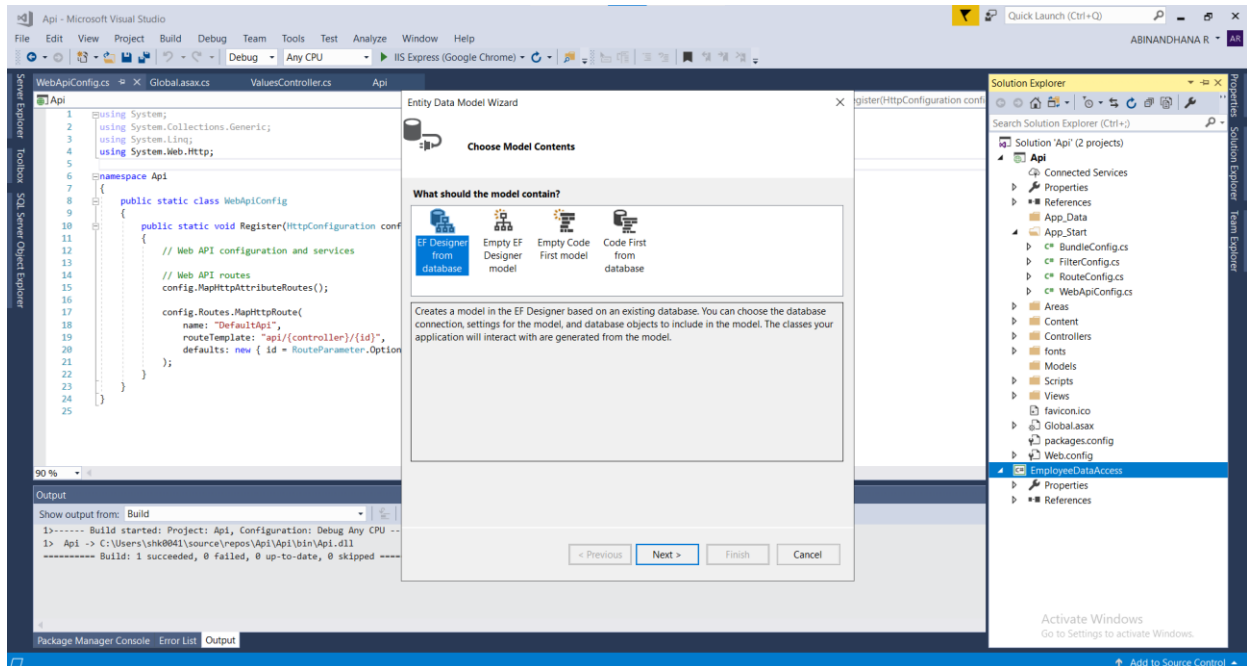 Api - Microsoft Visual Studio
Quick Launch (Ctrl+Q)
File Edit View Project Build Debug Team Tools Test Analyze Window Help
ABINANDHANA R AR
Debug Any CPU IIS Express (Google Chrome)
Server Explorer
Toolbox
SQL Server Object Explorer
WebApiConfig.cs Global.asax.cs ValuesController.cs Api
Api
gister(HttpConfiguration confi
1 using System;
2 using System.Collections.Generic;
3 using System.Linq;
4 using System.Web.Http;
5
6 namespace Api
7 {
8 public static class WebApiConfig
9 {
10 public static void Register(HttpConfiguration conf
11 {
12 // Web API configuration and services
13
14 // Web API routes
15 config.MapHttpAttributeRoutes();
16
17 config.Routes.MapHttpRoute(
18 name: "DefaultApi",
19 routeTemplate: "api/{controller}/{id}",
20 defaults: new { id = RouteParameter.Option
21 );
22 }
23 }
24 }
25
90 %
Output
Show output from: Build
1>------ Build started: Project: Api, Configuration: Debug Any CPU --
1> Api -> C:\Users\shk0041\source\repos\Api\Api\bin\Api.dll
========== Build: 1 succeeded, 0 failed, 0 up-to-date, 0 skipped ====
Package Manager Console Error List Output
Entity Data Model Wizard
Choose Model Contents
What should the model contain?
EF Designer from database
Empty EF Designer model
Empty Code First model
Code First from database
Creates a model in the EF Designer based on an existing database. You can choose the database
connection, settings for the model, and database objects to include in the model. The classes your
application will interact with are generated from the model.
< Previous Next > Finish Cancel
Solution Explorer
Search Solution Explorer (Ctrl+;)
Solution 'Api' (2 projects)
Api
Connected Services
Properties
References
App_Data
App_Start
C# BundleConfig.cs
C# FilterConfig.cs
C# RouteConfig.cs
C# WebApiConfig.cs
Areas
Content
Controllers
fonts
Models
Scripts
Views
favicon.ico
Global.asax
packages.config
Web.config
C# EmployeeDataAccess
Properties
References
Properties
Solution Explorer
Team Explorer
Activate Windows
Go to Settings to activate Windows.
Add to Source Control